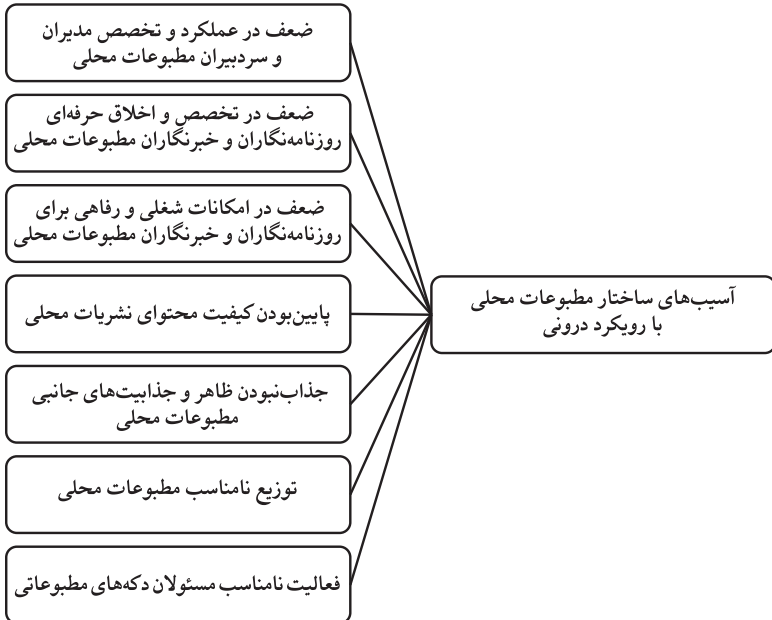 آسیب‌های ساختار مطبوعات محلی
با رویکرد درونی
ضعف در عملکرد و تخصص مدیران
و سردبیران مطبوعات محلی
ضعف در تخصص و اخلاق حرفه‌ای
روزنامه‌نگاران و خبرنگاران مطبوعات محلی
ضعف در امکانات شغلی و رفاهی برای
روزنامه‌نگاران و خبرنگاران مطبوعات محلی
پایین‌بودن کیفیت محتوای نشریات محلی
جذاب‌نبودن ظاهر و جذابیت‌های جانبی
مطبوعات محلی
توزیع نامناسب مطبوعات محلی
فعالیت نامناسب مسئولان دکه‌های مطبوعاتی